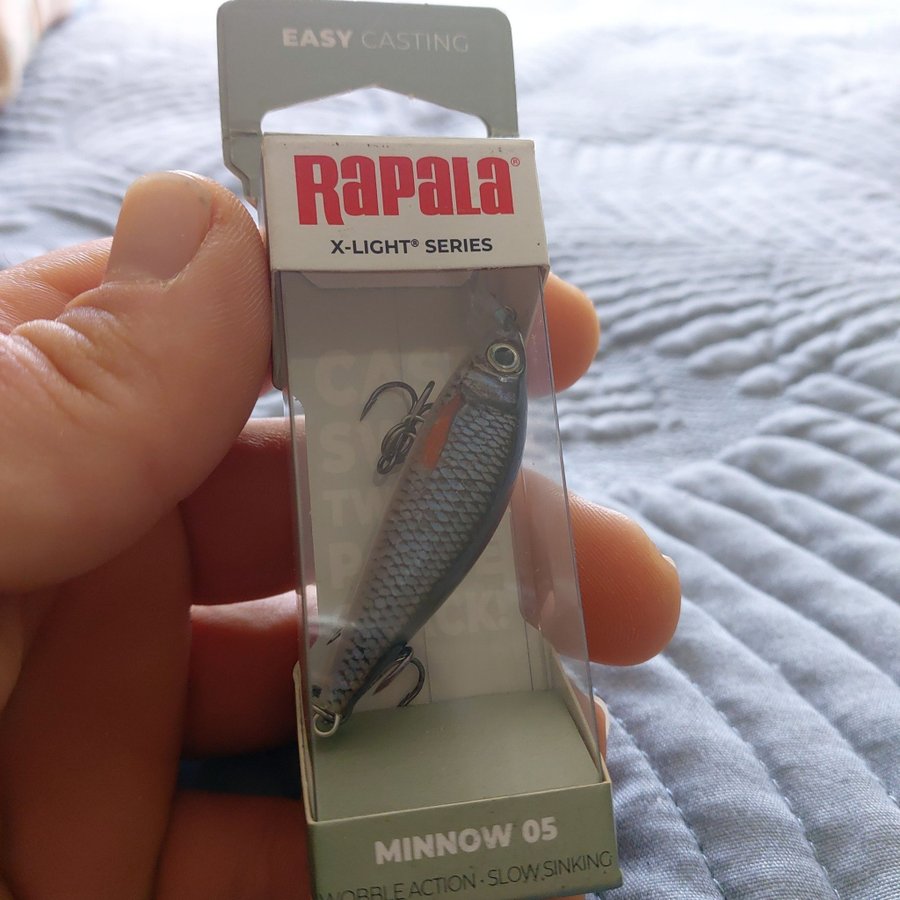 EASY CASTING
RAPALA®
X-LIGHT® SERIES
MINNOW 05
WOBBLE ACTION - SLOW SINKING